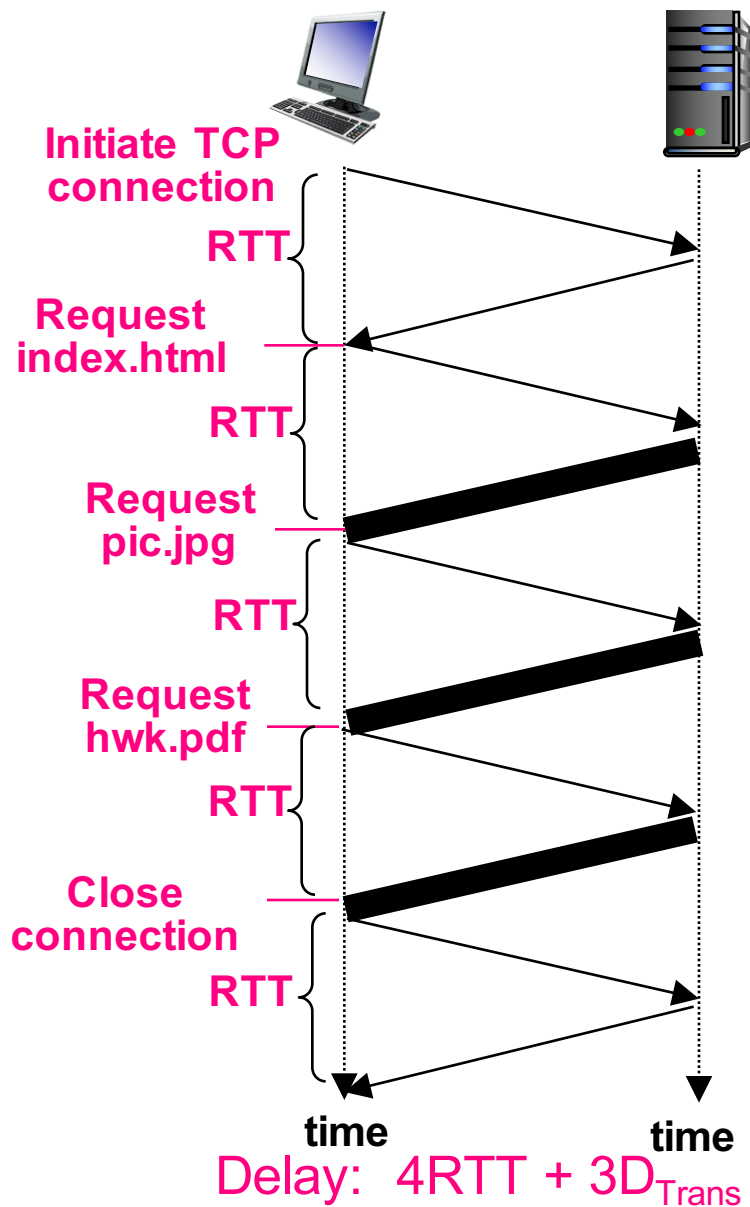 Initiate TCP
connection
RTT
Request
index.html
RTT
Request
pic.jpg
RTT
Request
hwk.pdf
RTT
Close
connection
RTT
time
time
Delay: 4RTT + 3D_Trans